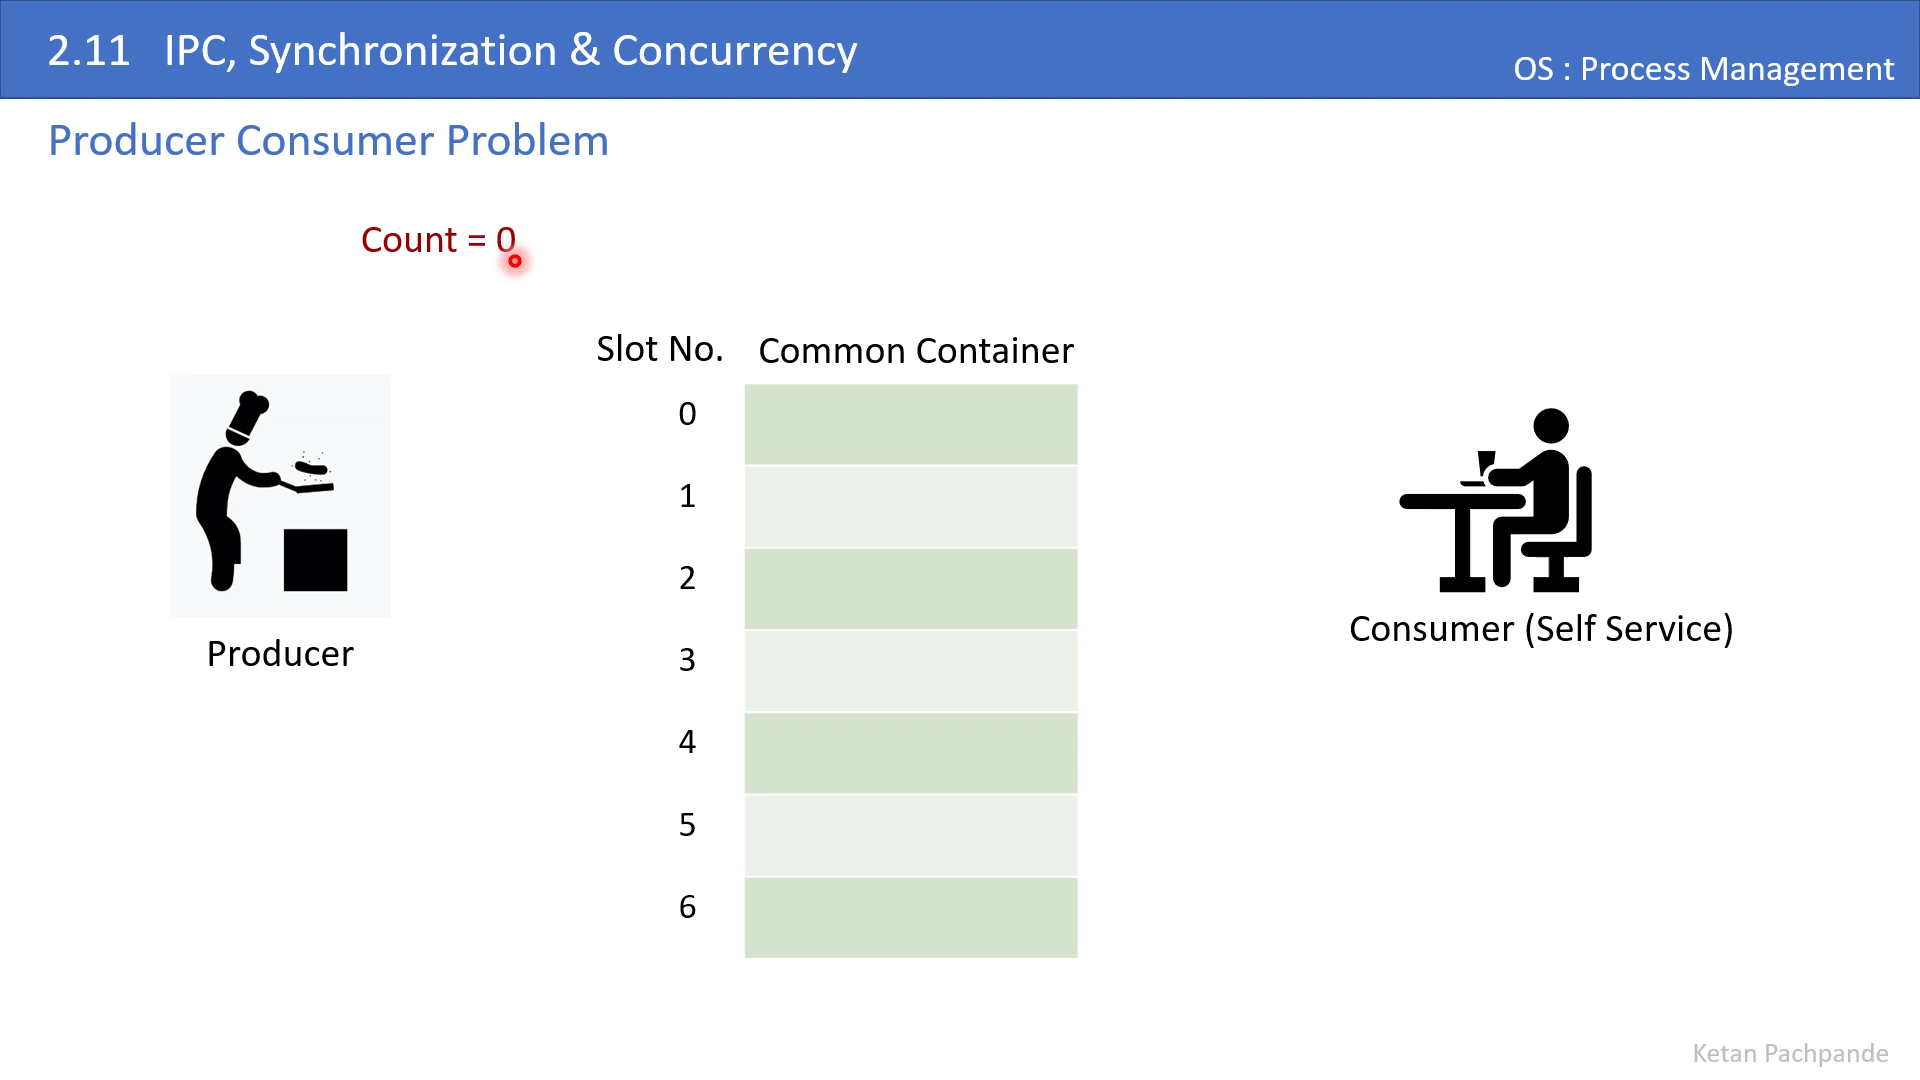 2.11 IPC, Synchronization & Concurrency
OS : Process Management
Producer Consumer Problem
Count = 0
Slot No. Common Container
0
1
2
3
4
5
6
Producer
Consumer (Self Service)
Ketan Pachpande